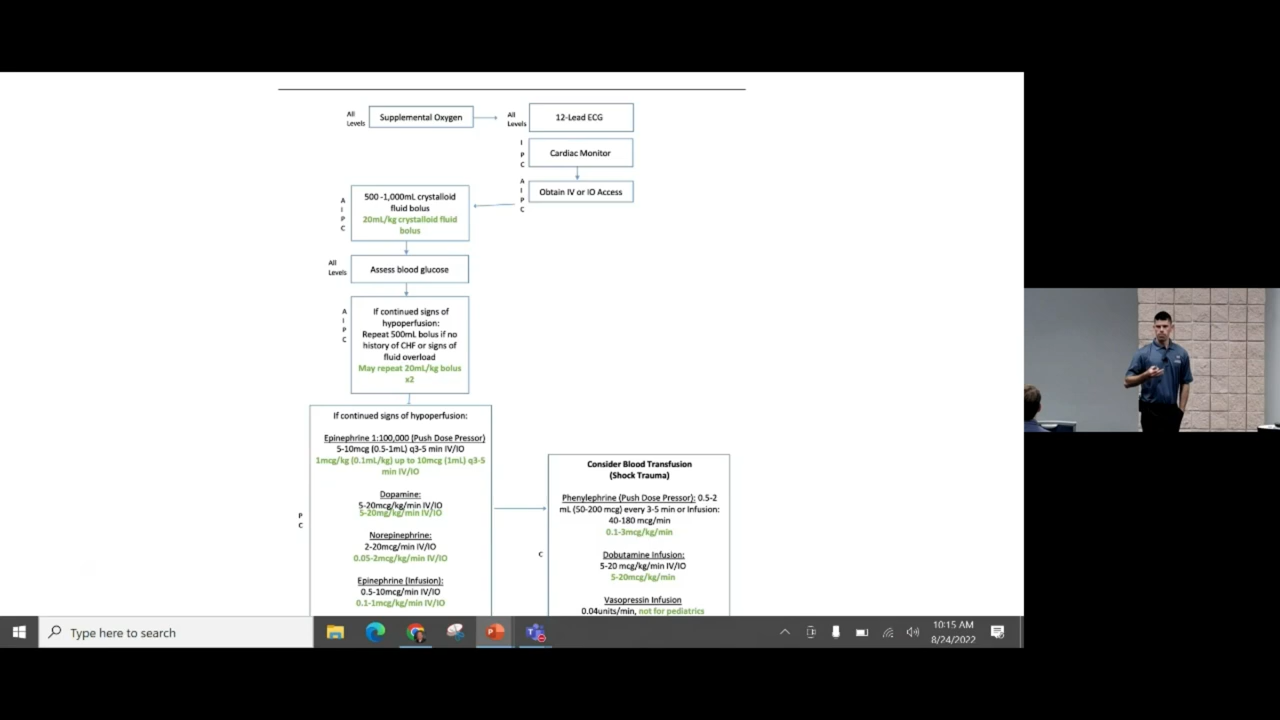 All
Levels
Supplemental Oxygen
All
Levels
12-Lead ECG
I
P
C
Cardiac Monitor
A
I
P
C
Obtain IV or IO Access
A
I
P
C
500 -1,000mL crystalloid
fluid bolus
20mL/kg crystalloid fluid
bolus
All
Levels
Assess blood glucose
A
I
P
C
If continued signs of
hypoperfusion:
Repeat 500mL bolus if no
history of CHF or signs of
fluid overload
May repeat 20mL/kg bolus
x2
P
C
If continued signs of hypoperfusion:
Epinephrine 1:100,000 (Push Dose Pressor)
5-10mcg (0.5-1mL) q3-5 min IV/IO
1mcg/kg (0.1mL/kg) up to 10mcg (1mL) q3-5
min IV/IO
Dopamine:
5-20mcg/kg/min IV/IO
5-20mcg/kg/min IV/IO
Norepinephrine:
2-20mcg/min IV/IO
0.05-2mcg/kg/min IV/IO
Epinephrine (Infusion):
0.5-10mcg/min IV/IO
0.1-1mcg/kg/min IV/IO
C
Consider Blood Transfusion
(Shock Trauma)
Phenylephrine (Push Dose Pressor): 0.5-2
mL (50-200 mcg) every 3-5 min or Infusion:
40-180 mcg/min
0.1-3mcg/kg/min
Dobutamine Infusion:
5-20 mcg/kg/min IV/IO
5-20mcg/kg/min
Vasopressin Infusion
0.04units/min, not for pediatrics
Type here to search
10:15 AM
8/24/2022